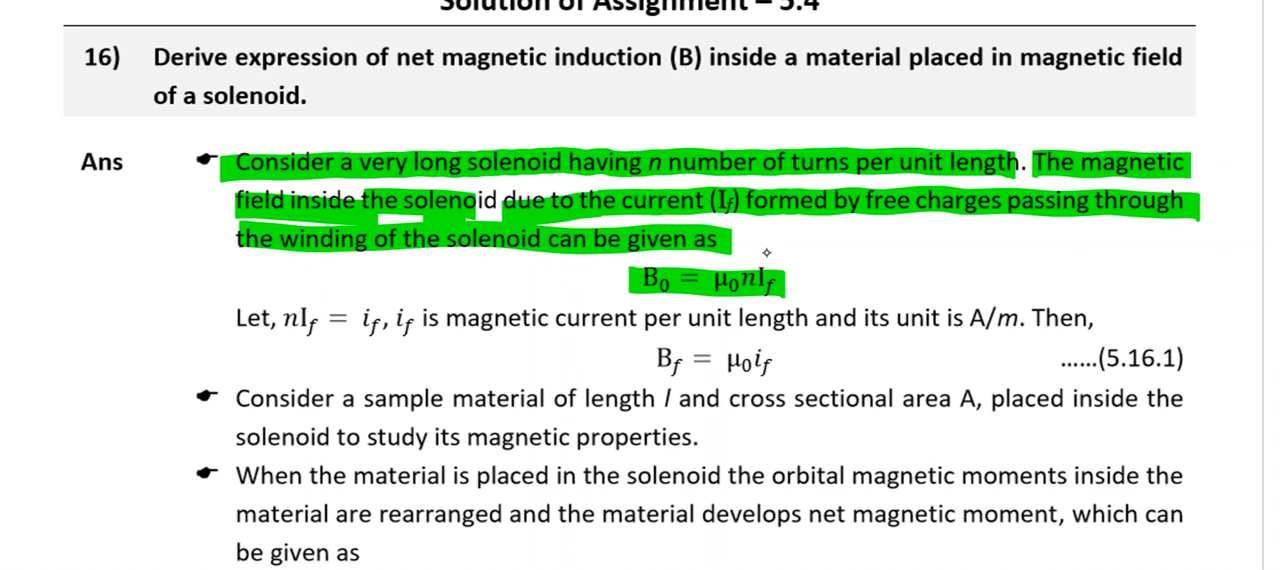 Solution of Assignment – 5.4
16) Derive expression of net magnetic induction (B) inside a material placed in magnetic field
of a solenoid.
Ans Consider a very long solenoid having n number of turns per unit length. The magnetic
field inside the solenoid due to the current (If) formed by free charges passing through
the winding of the solenoid can be given as
B₀ = μ₀nIf
Let, nIf = if, if is magnetic current per unit length and its unit is A/m. Then,
Bf = μ₀if ......(5.16.1)
Consider a sample material of length l and cross sectional area A, placed inside the
solenoid to study its magnetic properties.
When the material is placed in the solenoid the orbital magnetic moments inside the
material are rearranged and the material develops net magnetic moment, which can
be given as